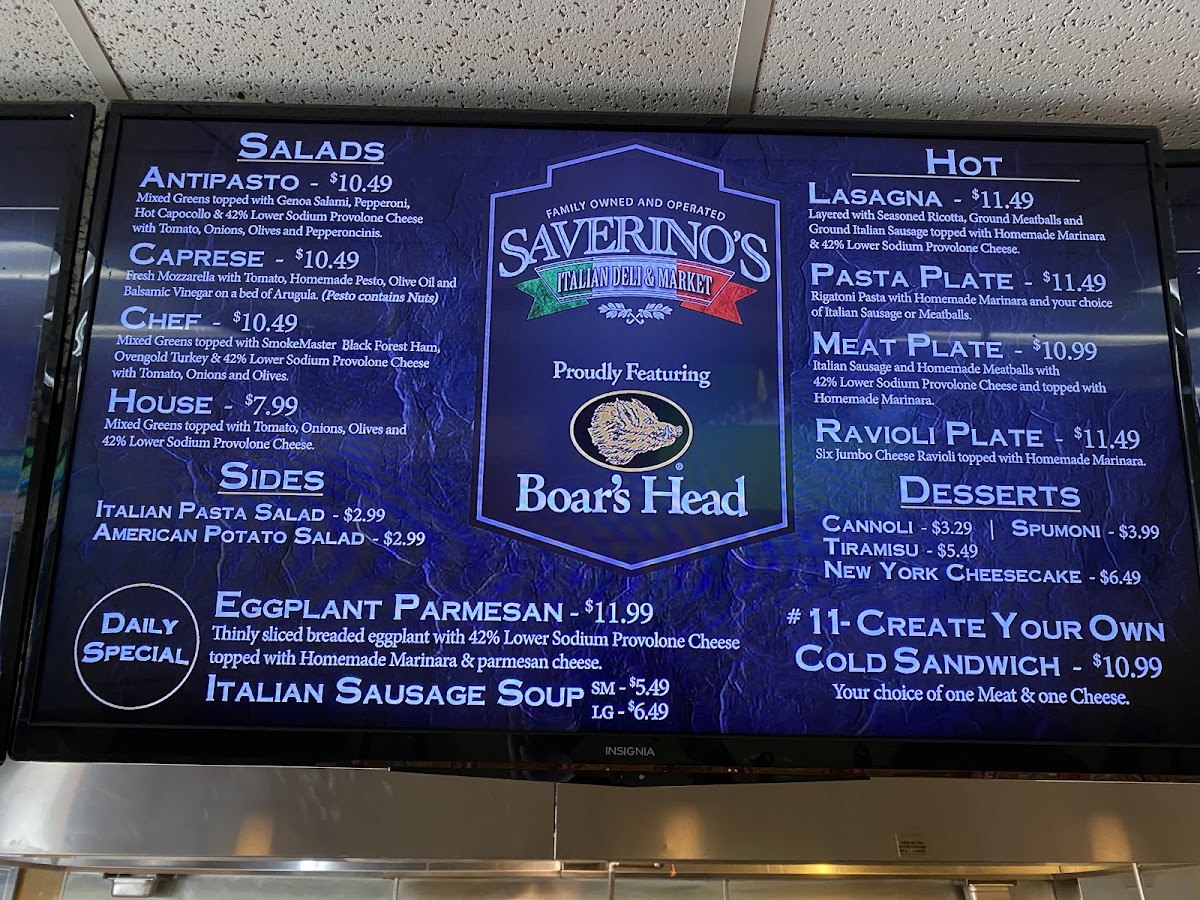 SALADS
ANTIPASTO - $10.49
Mixed Greens topped with Genoa Salami, Pepperoni,
Hot Capocollo & 42% Lower Sodium Provolone Cheese
with Tomato, Onions, Olives and Pepperoncinis.
CAPRESE - $10.49
Fresh Mozzarella with Tomato, Homemade Pesto, Olive Oil and
Balsamic Vinegar on a bed of Arugula. (Pesto contains Nuts)
CHEF - $10.49
Mixed Greens topped with SmokeMaster Black Forest Ham,
Ovengold Turkey & 42% Lower Sodium Provolone Cheese
with Tomato, Onions and Olives.
HOUSE - $7.99
Mixed Greens topped with Tomato, Onions, Olives and
42% Lower Sodium Provolone Cheese.
SIDES
ITALIAN PASTA SALAD - $2.99
AMERICAN POTATO SALAD - $2.99
FAMILY OWNED AND OPERATED
SAVERINO'S
ITALIAN DELI & MARKET
Proudly Featuring
Boar's Head
®
HOT
LASAGNA - $11.49
Layered with Seasoned Ricotta, Ground Meatballs and
Ground Italian Sausage topped with Homemade Marinara
& 42% Lower Sodium Provolone Cheese.
PASTA PLATE - $11.49
Rigatoni Pasta with Homemade Marinara and your choice
of Italian Sausage or Meatballs.
MEAT PLATE - $10.99
Italian Sausage and Homemade Meatballs with
42% Lower Sodium Provolone Cheese and topped with
Homemade Marinara.
RAVIOLI PLATE - $11.49
Six Jumbo Cheese Ravioli topped with Homemade Marinara.
DESSERTS
CANNOLI - $3.29 | SPUMONI - $3.99
TIRAMISU - $5.49
NEW YORK CHEESECAKE - $6.49
DAILY
SPECIAL
EGGPLANT PARMESAN - $11.99
Thinly sliced breaded eggplant with 42% Lower Sodium Provolone Cheese
topped with Homemade Marinara & parmesan cheese.
ITALIAN SAUSAGE SOUP SM - $5.49
LG - $6.49
#11- CREATE YOUR OWN
COLD SANDWICH - $10.99
Your choice of one Meat & one Cheese.
INSIGNIA